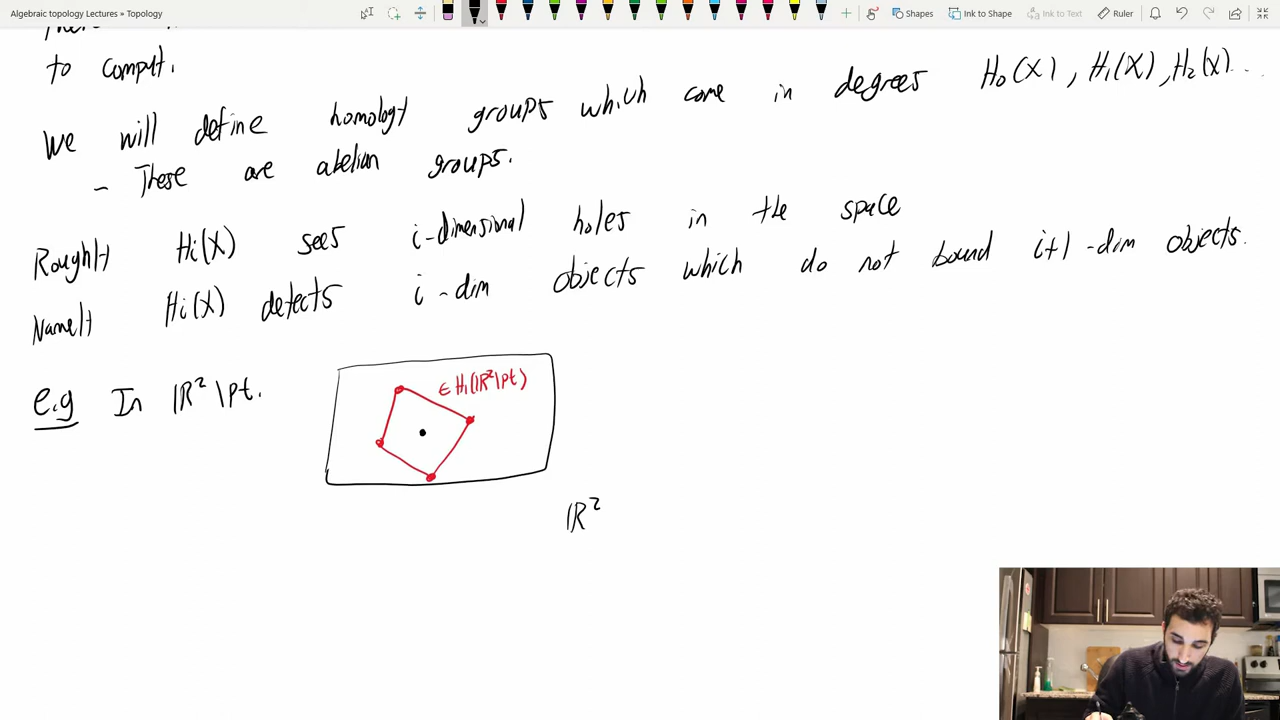 Algebraic topology Lectures » Topology
Shapes Ink to Shape Ink to Text Ruler
to comput.
We will define homology groups which come in degrees H₀(X), H₁(X), H₂(X)...
- These are abelian groups.
Roughly Hi(X) sees i-dimensional holes in the space
Namely Hi(X) detects i-dim objects which do not bound i+1-dim objects.
e.g In ℝ² \ pt.
∈ H₁(ℝ²\pt)
ℝ²